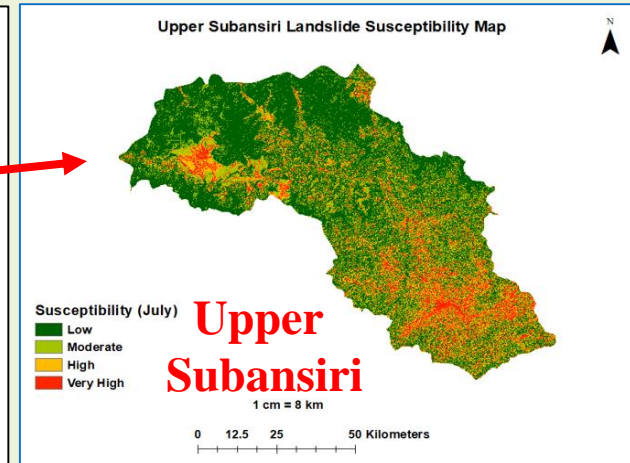 Upper Subansiri Landslide Susceptibility Map
N
Susceptibility (July)
Low
Moderate
High
Very High
Upper
Subansiri
1 cm = 8 km
0 12.5 25 50 Kilometers